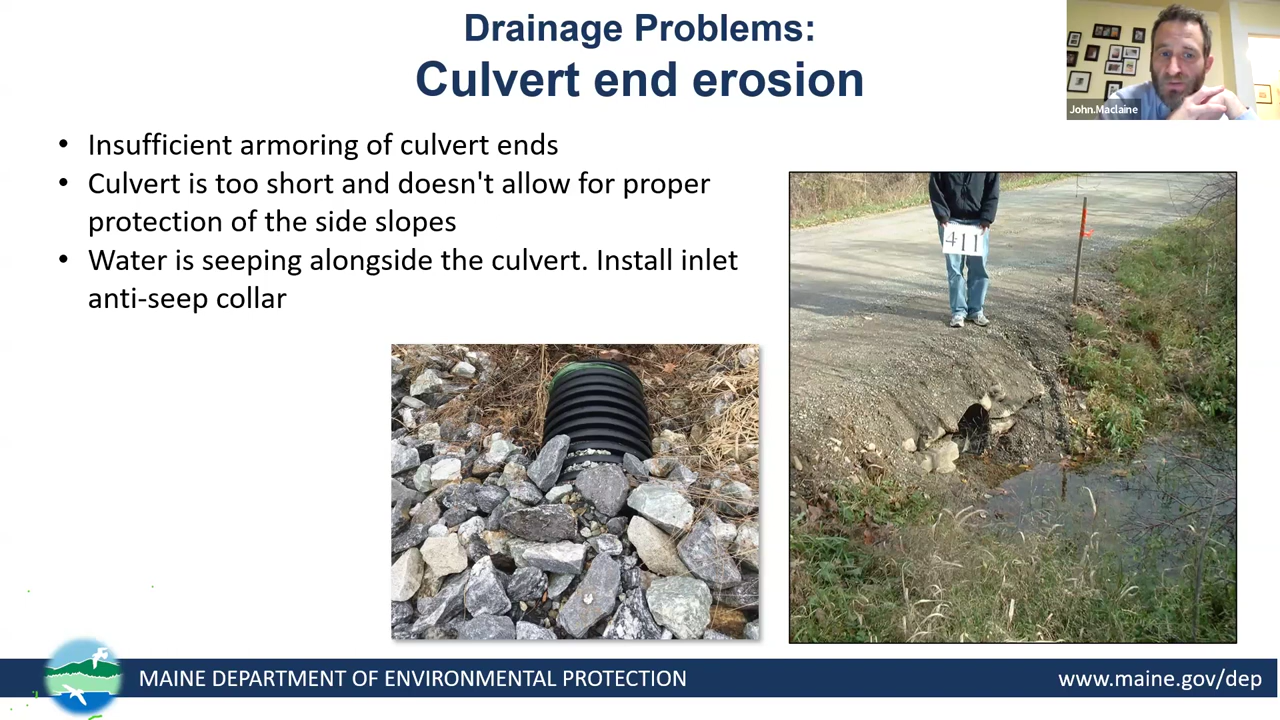 Drainage Problems:
Culvert end erosion
John.Maclaine
• Insufficient armoring of culvert ends
• Culvert is too short and doesn't allow for proper
protection of the side slopes
• Water is seeping alongside the culvert. Install inlet
anti-seep collar
411
MAINE DEPARTMENT OF ENVIRONMENTAL PROTECTION
www.maine.gov/dep